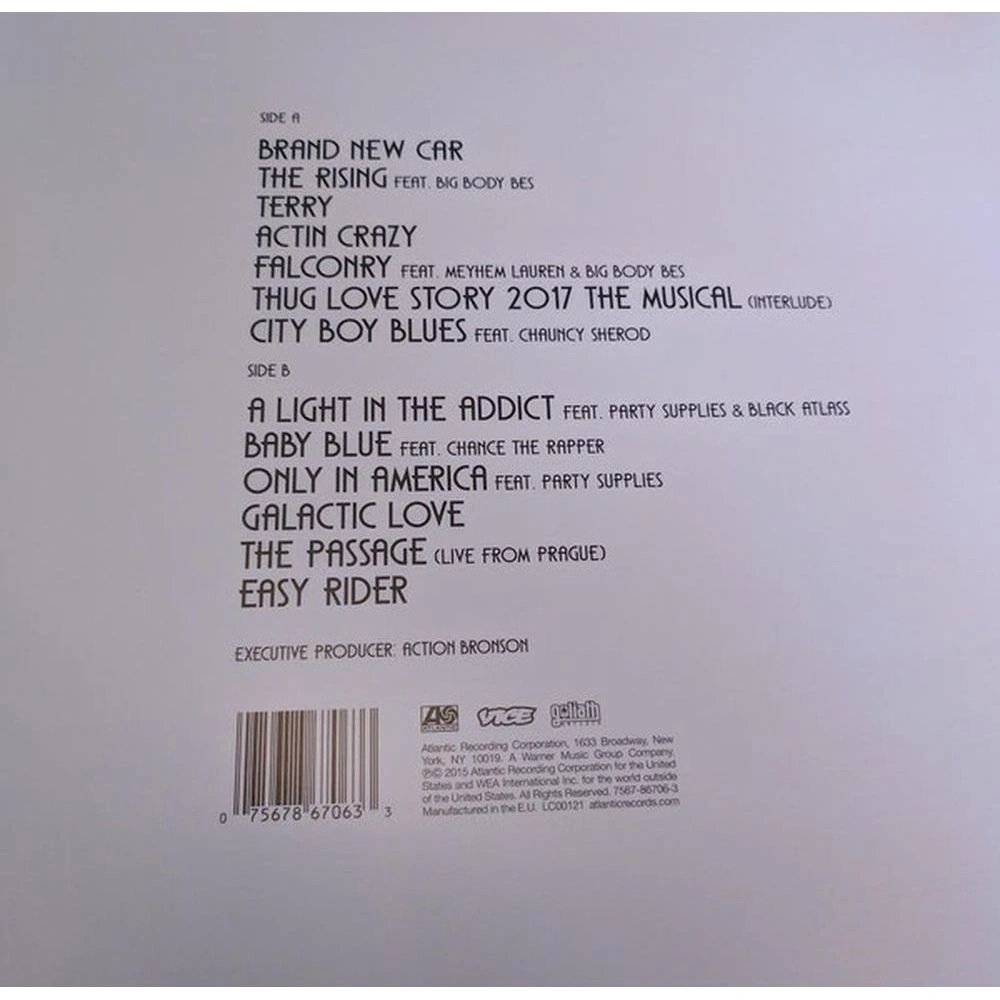 SIDE A
BRAND NEW CAR
THE RISING FEAT. BIG BODY BES
TERRY
ACTIN CRAZY
FALCONRY FEAT. MEYHEM LAUREN & BIG BODY BES
THUG LOVE STORY 2017 THE MUSICAL (INTERLUDE)
CITY BOY BLUES FEAT. CHAUNCY SHEROD
SIDE B
A LIGHT IN THE ADDICT FEAT. PARTY SUPPLIES & BLACK ATLASS
BABY BLUE FEAT. CHANCE THE RAPPER
ONLY IN AMERICA FEAT. PARTY SUPPLIES
GALACTIC LOVE
THE PASSAGE (LIVE FROM PRAGUE)
EASY RIDER
EXECUTIVE PRODUCER: ACTION BRONSON
VICE goliath
Atlantic Recording Corporation, 1633 Broadway, New
York, NY 10019. A Warner Music Group Company.
℗© 2015 Atlantic Recording Corporation for the United
States and WEA International Inc. for the world outside
of the United States. All Rights Reserved. 7567-86706-3
Manufactured in the E.U. LC00121 atlanticrecords.com
0 75678 67063 3